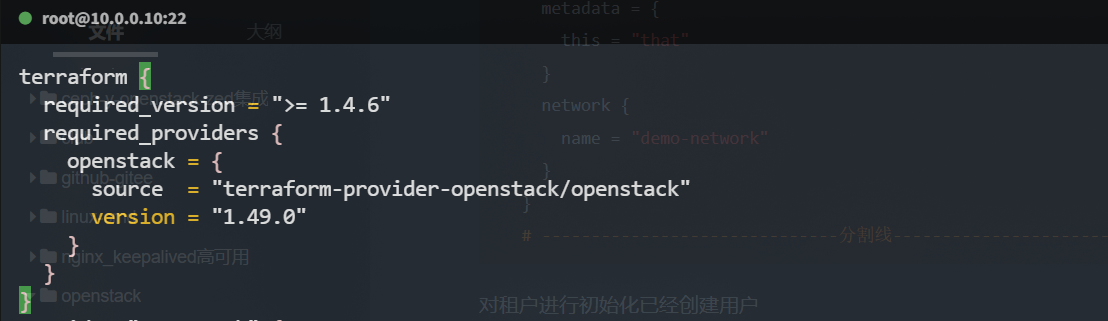 root@10.0.0.10:22
文件
大纲
terraform {
required_version = ">= 1.4.6"
required_providers {
openstack = {
source  = "terraform-provider-openstack/openstack"
version = "1.49.0"
}
}
}
github-gitee
nginx_keepalived高可用
openstack
metadata = {
this = "that"
}
network {
name = "demo-network"
}
}
# ------------------------------分割线----------------------
对租户进行初始化已经创建用户